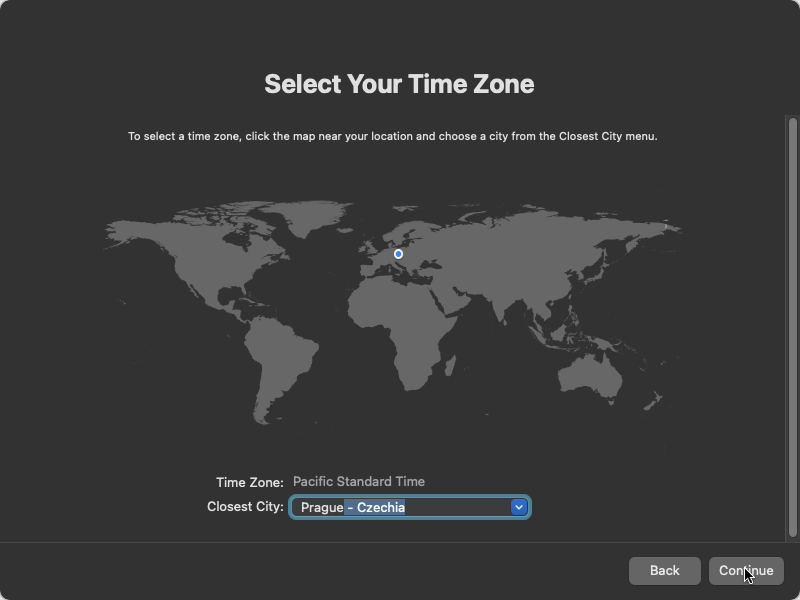 Select Your Time Zone
To select a time zone, click the map near your location and choose a city from the Closest City menu.
Time Zone: Pacific Standard Time
Closest City: Prague - Czechia
Back Continue